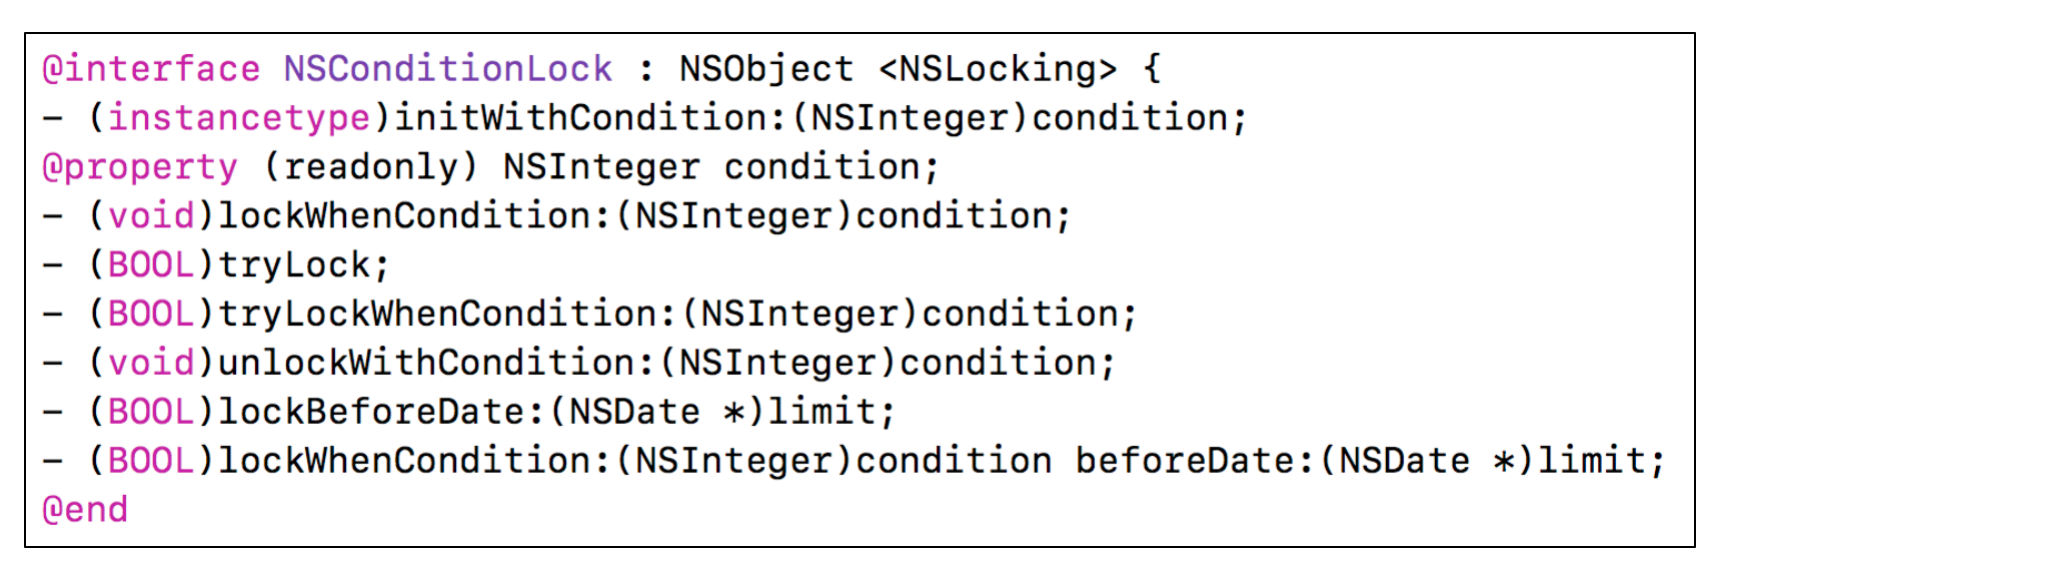 @interface NSConditionLock : NSObject <NSLocking> {
- (instancetype)initWithCondition:(NSInteger)condition;
@property (readonly) NSInteger condition;
- (void)lockWhenCondition:(NSInteger)condition;
- (BOOL)tryLock;
- (BOOL)tryLockWhenCondition:(NSInteger)condition;
- (void)unlockWithCondition:(NSInteger)condition;
- (BOOL)lockBeforeDate:(NSDate *)limit;
- (BOOL)lockWhenCondition:(NSInteger)condition beforeDate:(NSDate *)limit;
@end